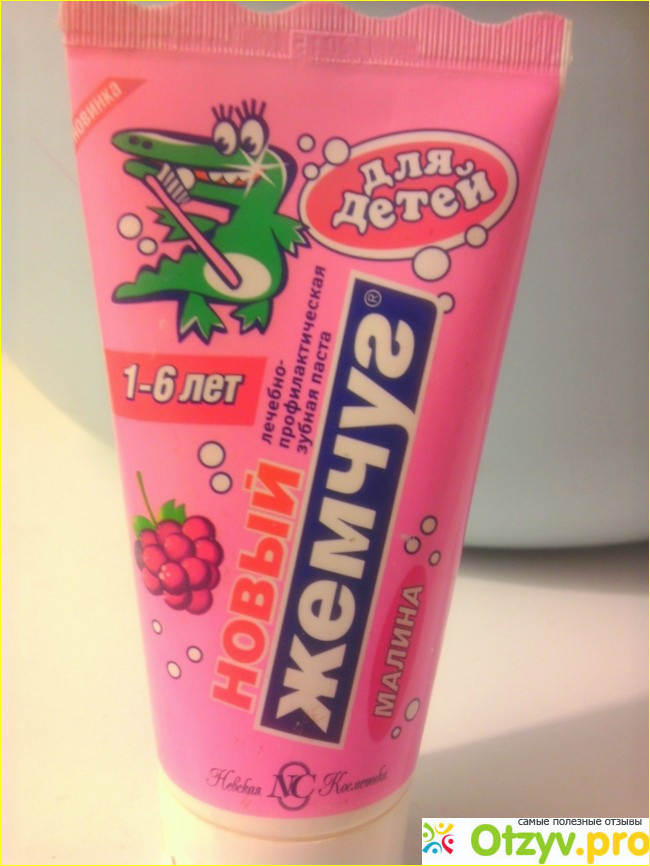 новинка
для
детей
1-6 лет
лечебно-
профилактическая
зубная паста
НОВЫЙ
ЖЕМЧУГ®
МАЛИНА
Невская NC Косметика
самые полезные отзывы
Otzyv.pro